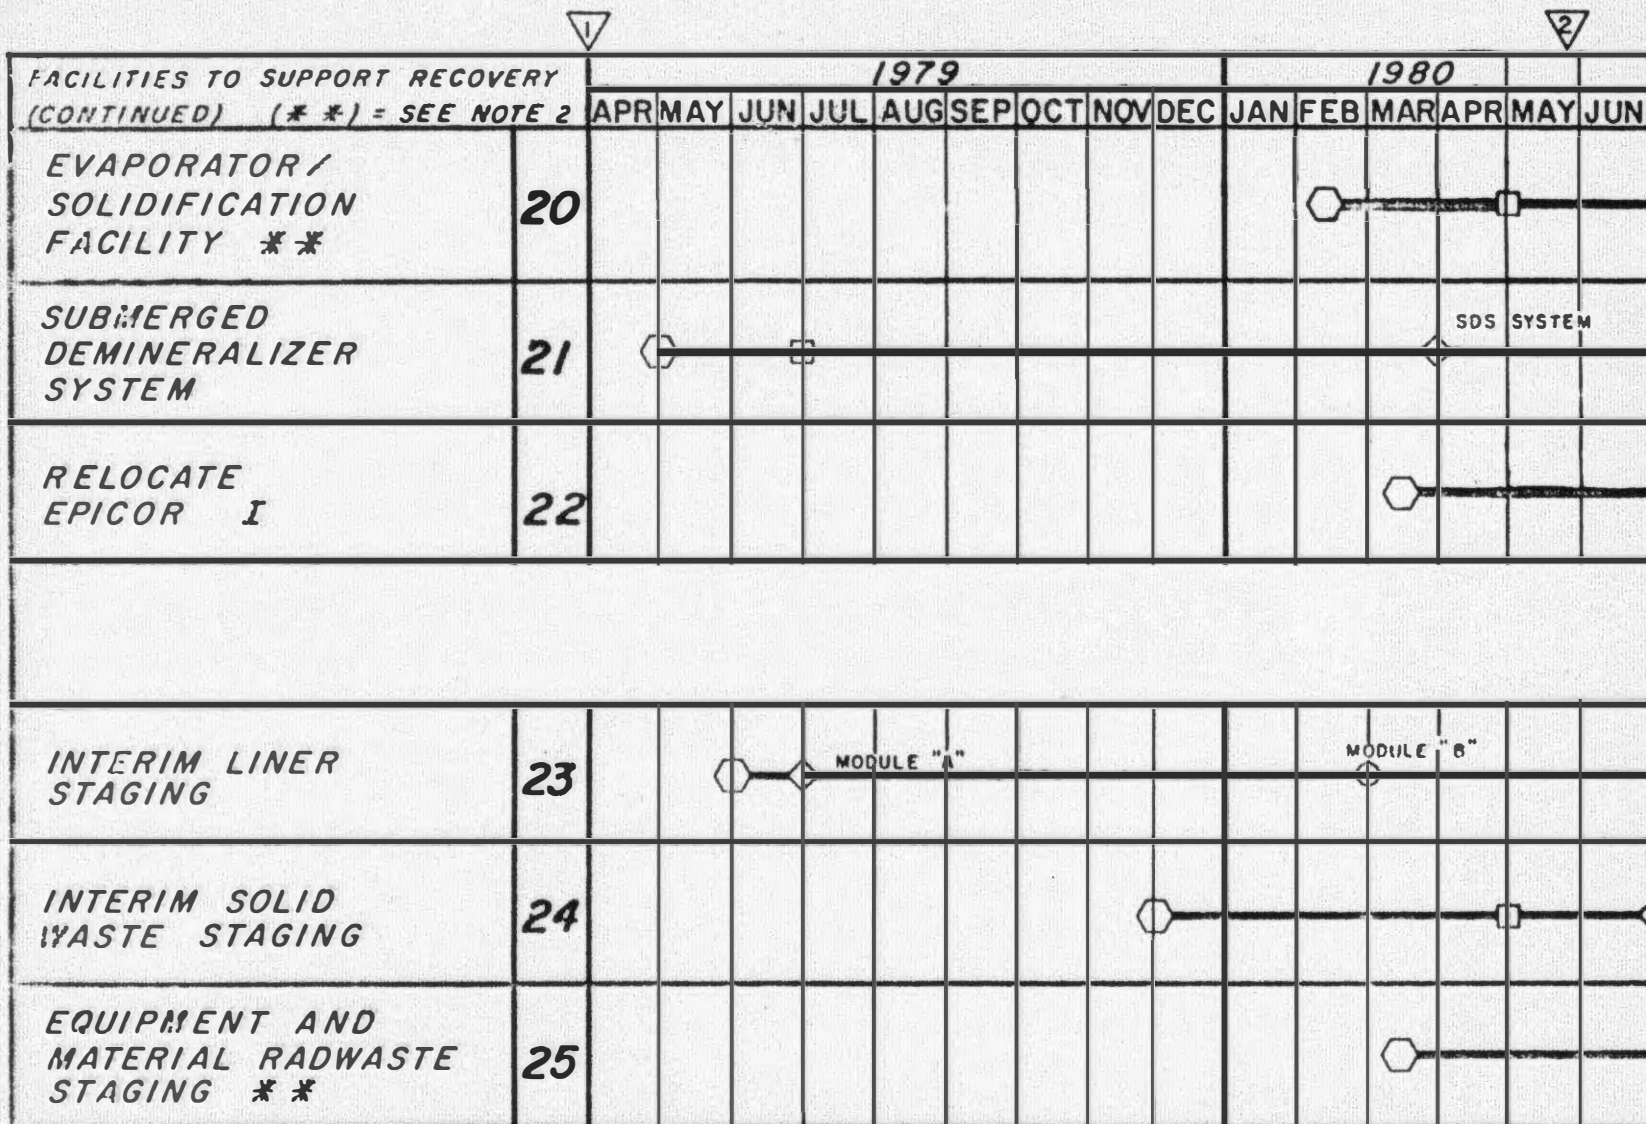 1 2
FACILITIES TO SUPPORT RECOVERY 1979 1980
(CONTINUED) (* *) = SEE NOTE 2 APR MAY JUN JUL AUG SEP OCT NOV DEC JAN FEB MAR APR MAY JUN
EVAPORATOR/
SOLIDIFICATION 20
FACILITY * *
SUBMERGED
DEMINERALIZER 21
SYSTEM
SDS SYSTEM
RELOCATE
EPICOR I 22
INTERIM LINER 23
STAGING
MODULE "A" MODULE "B"
INTERIM SOLID 24
WASTE STAGING
EQUIPMENT AND
MATERIAL RADWASTE 25
STAGING * *